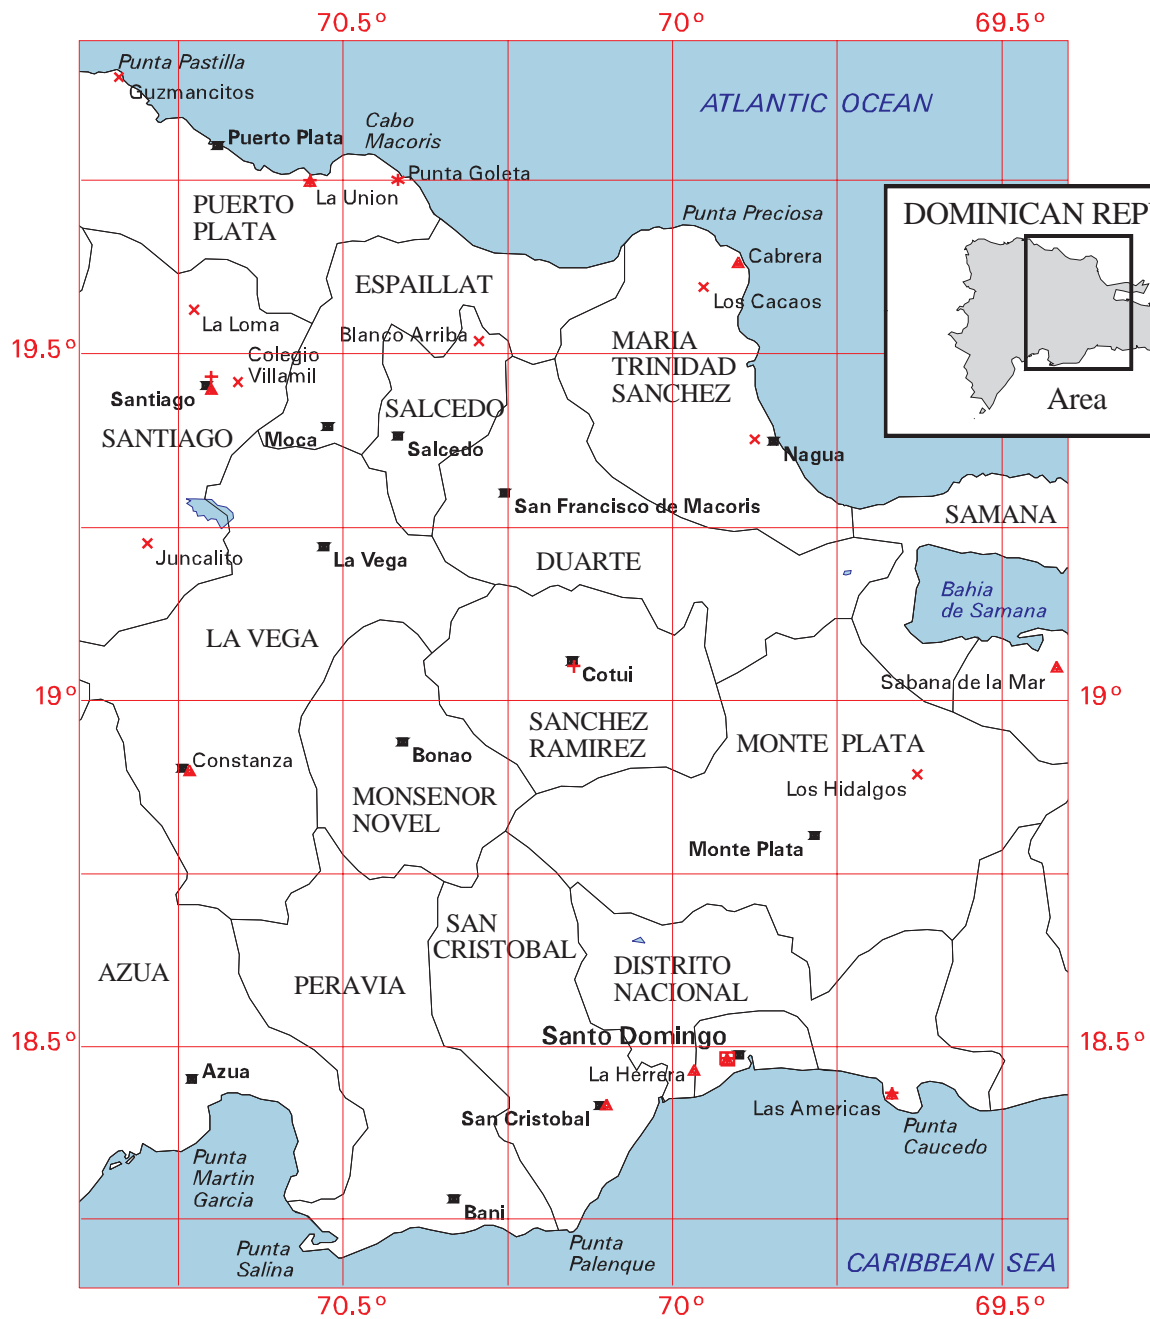 70.5°
70°
69.5°
Punta Pastilla
Guzmancitos
ATLANTIC OCEAN
Cabo
Macoris
Puerto Plata
Punta Goleta
La Union
PUERTO
PLATA
Punta Preciosa
DOMINICAN REP
Cabrera
ESPAILLAT
Los Cacaos
La Loma
Blanco Arriba
MARIA
TRINIDAD
SANCHEZ
19.5°
Colegio
Villamil
Area
Santiago
SALCEDO
SANTIAGO
Moca
Salcedo
Nagua
San Francisco de Macoris
SAMANA
Juncalito
La Vega
DUARTE
Bahia
de Samana
LA VEGA
Cotui
Sabana de la Mar
19°
19°
SANCHEZ
RAMIREZ
MONTE PLATA
Constanza
Bonao
Los Hidalgos
MONSENOR
NOVEL
Monte Plata
SAN
CRISTOBAL
AZUA
PERAVIA
DISTRITO
NACIONAL
18.5°
Santo Domingo
18.5°
Azua
La Herrera
San Cristobal
Las Americas
Punta
Caucedo
Punta
Martin
Garcia
Bani
Punta
Salina
Punta
Palenque
CARIBBEAN SEA
70.5°
70°
69.5°